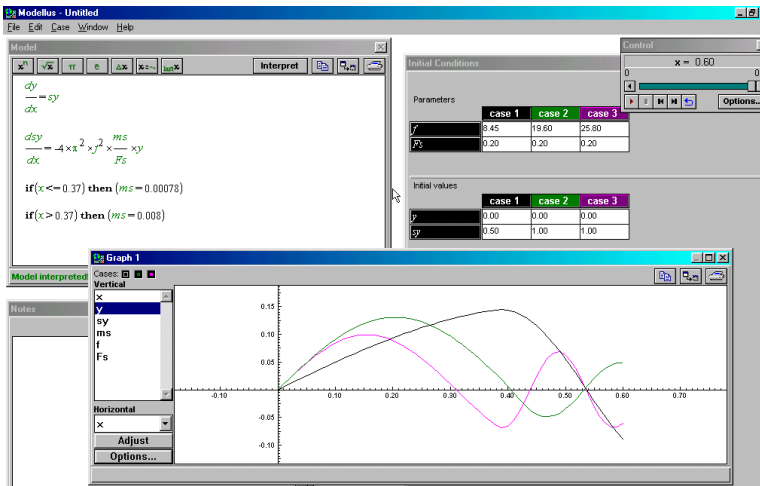 Modellus - Untitled
File Edit Case Window Help
Model
xⁿ √x π e Δx x=~ last x Interpret
dy/dx = sy
dsy/dx = -4×π²×f²×ms/Fs×y
if(x<=0.37) then (ms=0.00078)
if(x>0.37) then (ms=0.008)
Model interpreted!
Notes
Initial Conditions
Parameters
case 1 case 2 case 3
f 8.45 19.60 25.80
Fs 0.20 0.20 0.20
Initial values
case 1 case 2 case 3
y 0.00 0.00 0.00
sy 0.50 1.00 1.00
Control
x = 0.60
0 0
Options...
Graph 1
Cases:
Vertical
x
y
sy
ms
f
Fs
Horizontal
x
Adjust
Options...
0.15
0.10
0.05
-0.05
-0.10
-0.10 0.10 0.20 0.30 0.40 0.50 0.60 0.70